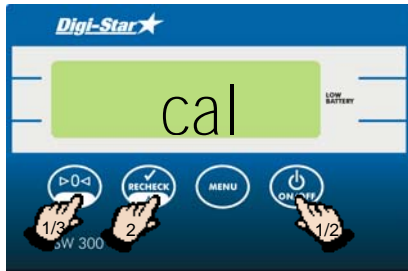 Digi-Star
cal
LOW
BATTERY
▷0◁
RECHECK
MENU
ON/OFF
1/3
2
1/2
SW 300